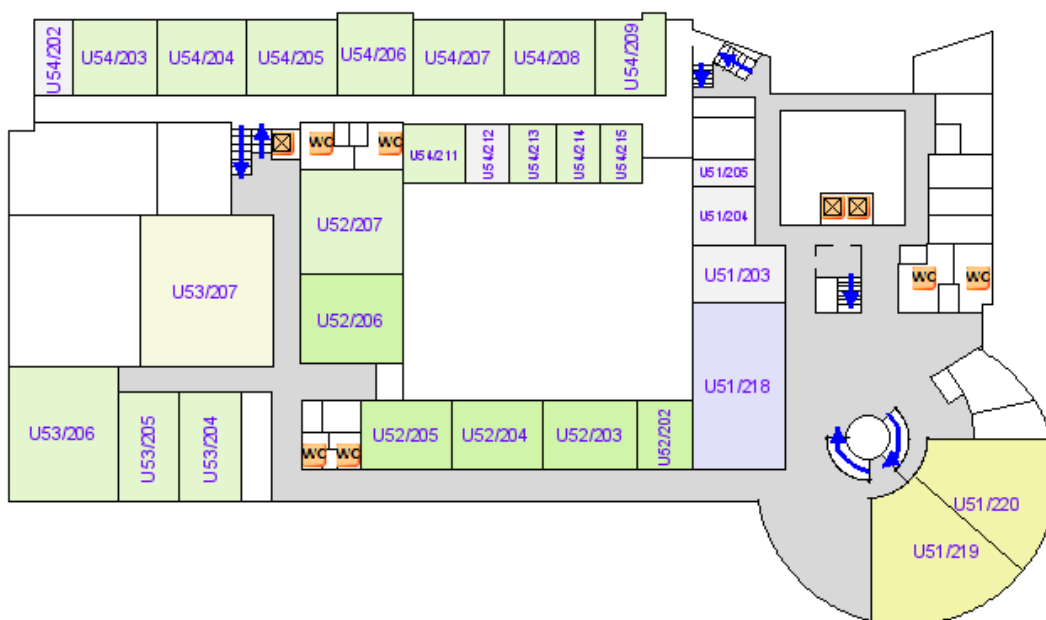 U54/202
U54/203
U54/204
U54/205
U54/206
U54/207
U54/208
U54/209
WC
WC
U54/211
U54/212
U54/213
U54/214
U54/215
U51/205
U51/204
U52/207
U51/203
WC
WC
U53/207
U52/206
U51/218
U53/206
U53/205
U53/204
WC
WC
U52/205
U52/204
U52/203
U52/202
U51/220
U51/219